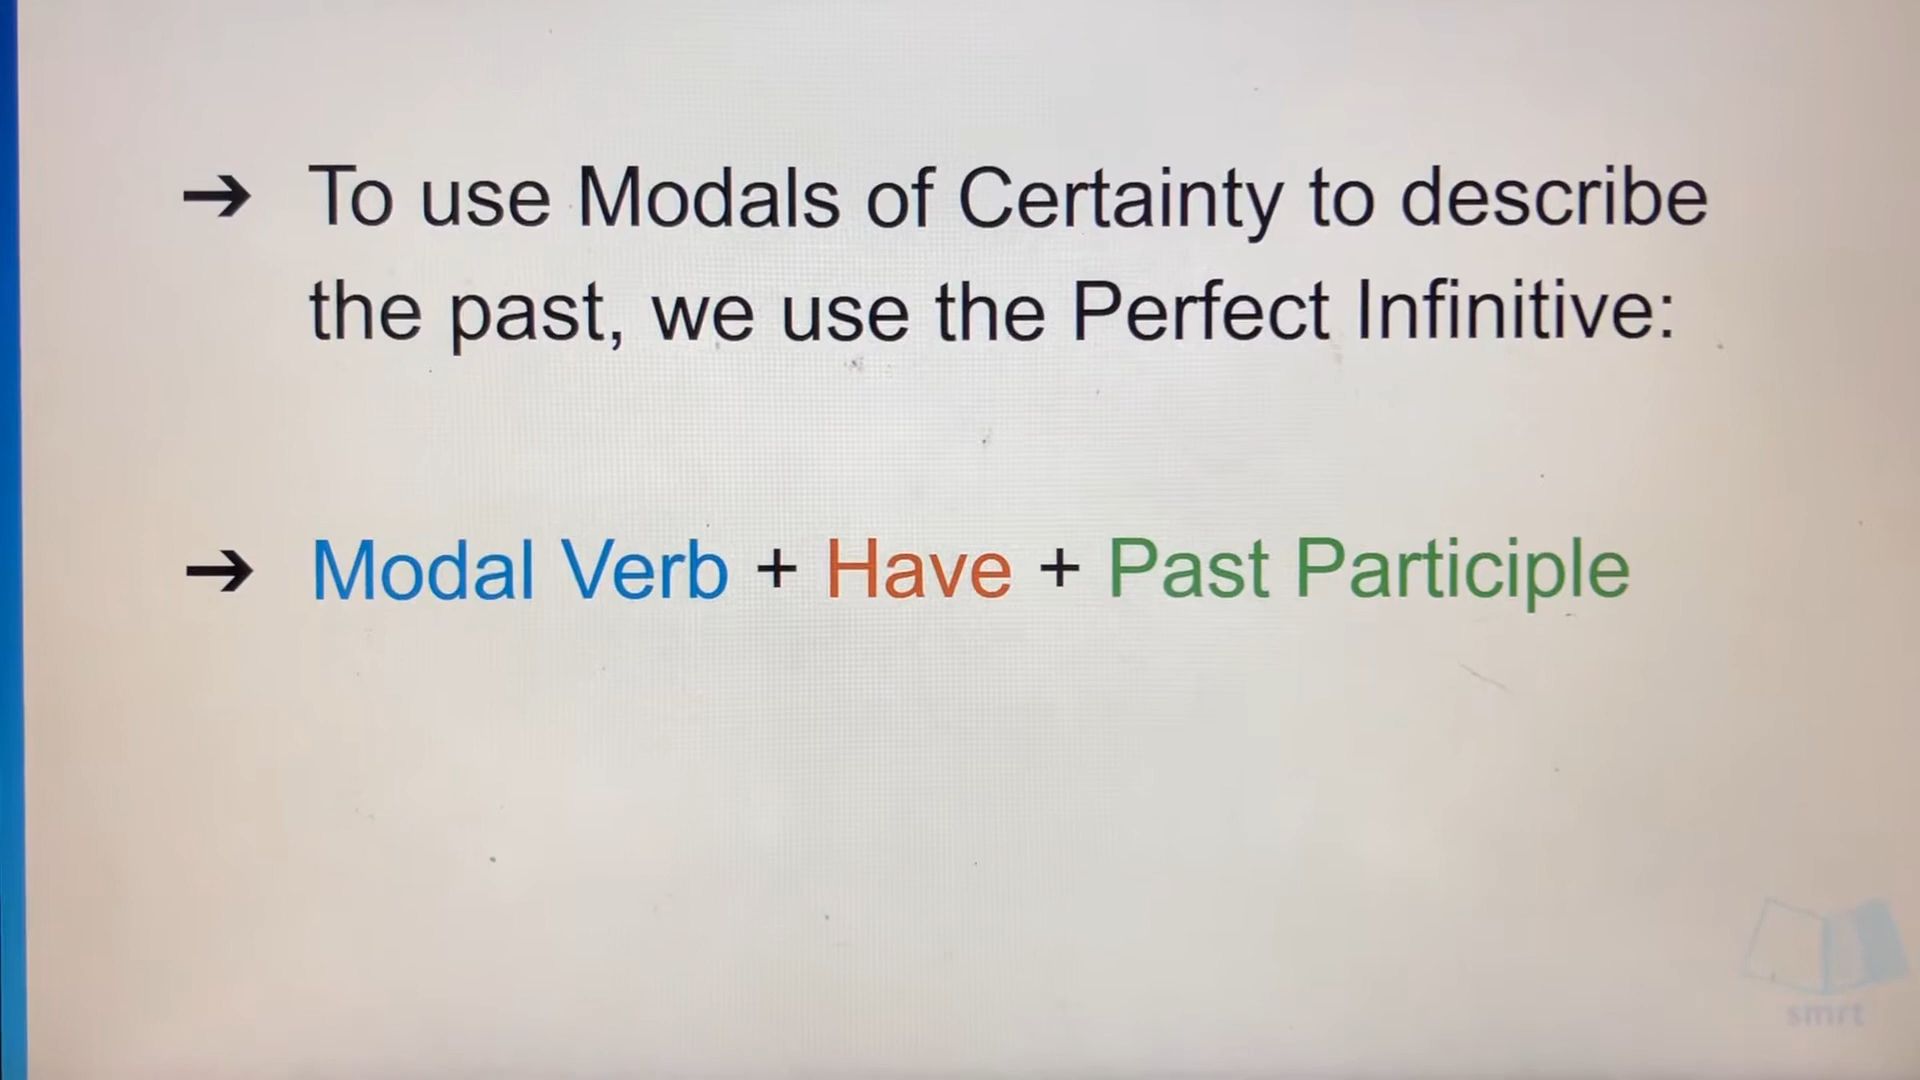 ➔ To use Modals of Certainty to describe
the past, we use the Perfect Infinitive:
➔ Modal Verb + Have + Past Participle
smrt